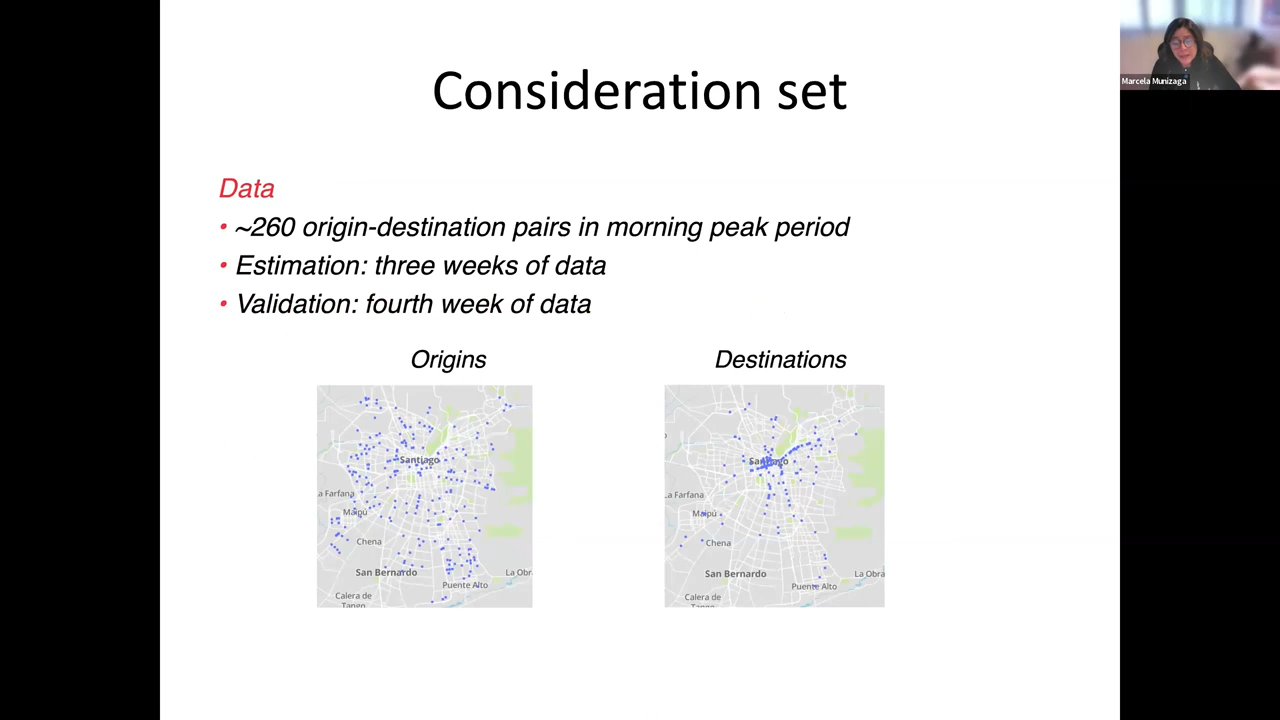 Consideration set
Marcela Munizaga
Data
• ~260 origin-destination pairs in morning peak period
• Estimation: three weeks of data
• Validation: fourth week of data
Origins
Destinations
Santiago
La Farfana
Maipú
Chena
San Bernardo
Puente Alto
La Obr
Calera de
Tango
Santiago
La Farfana
Maipú
Chena
San Bernardo
Puente Alto
La Obra
Calera de
Tango